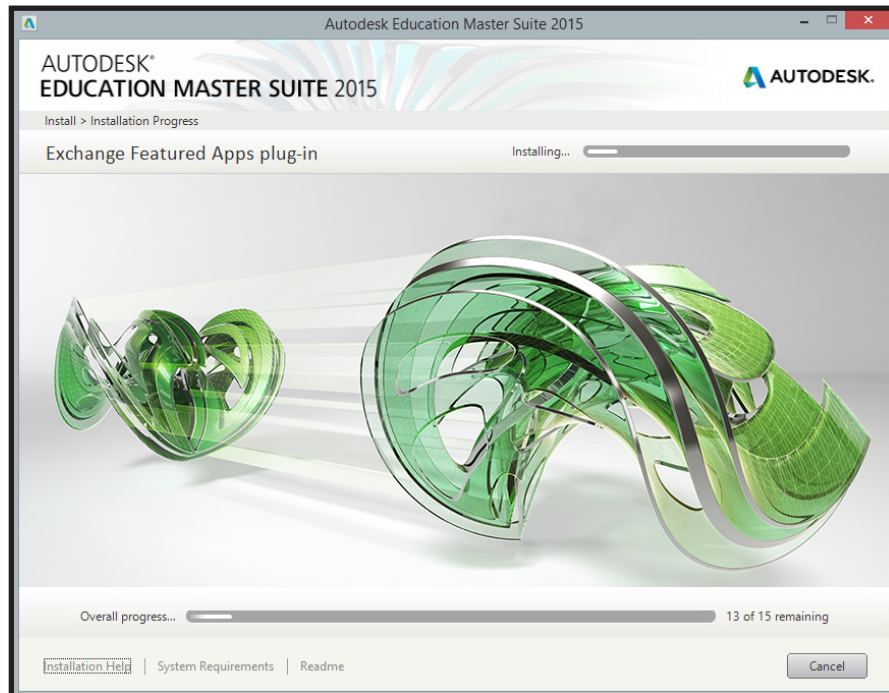 Autodesk Education Master Suite 2015
AUTODESK®
EDUCATION MASTER SUITE 2015
AUTODESK.
Install > Installation Progress
Exchange Featured Apps plug-in
Installing...
Overall progress...
13 of 15 remaining
Installation Help
System Requirements
Readme
Cancel